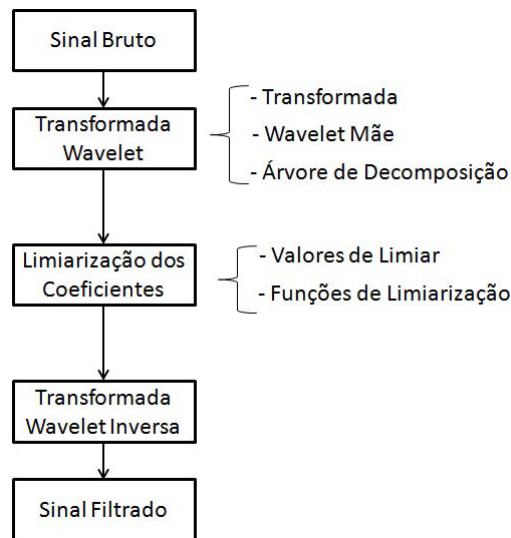 Sinal Bruto
Transformada
Wavelet
- Transformada
- Wavelet Mãe
- Árvore de Decomposição
Limiarização dos
Coeficientes
- Valores de Limiar
- Funções de Limiarização
Transformada
Wavelet Inversa
Sinal Filtrado